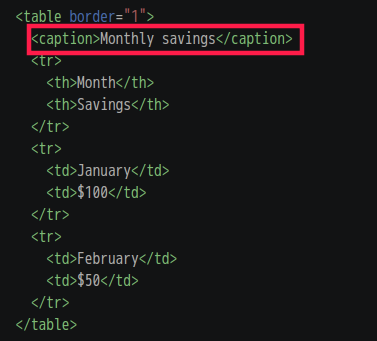 <table border="1">
<caption>Monthly savings</caption>
<tr>
<th>Month</th>
<th>Savings</th>
</tr>
<tr>
<td>January</td>
<td>$100</td>
</tr>
<tr>
<td>February</td>
<td>$50</td>
</tr>
</table>